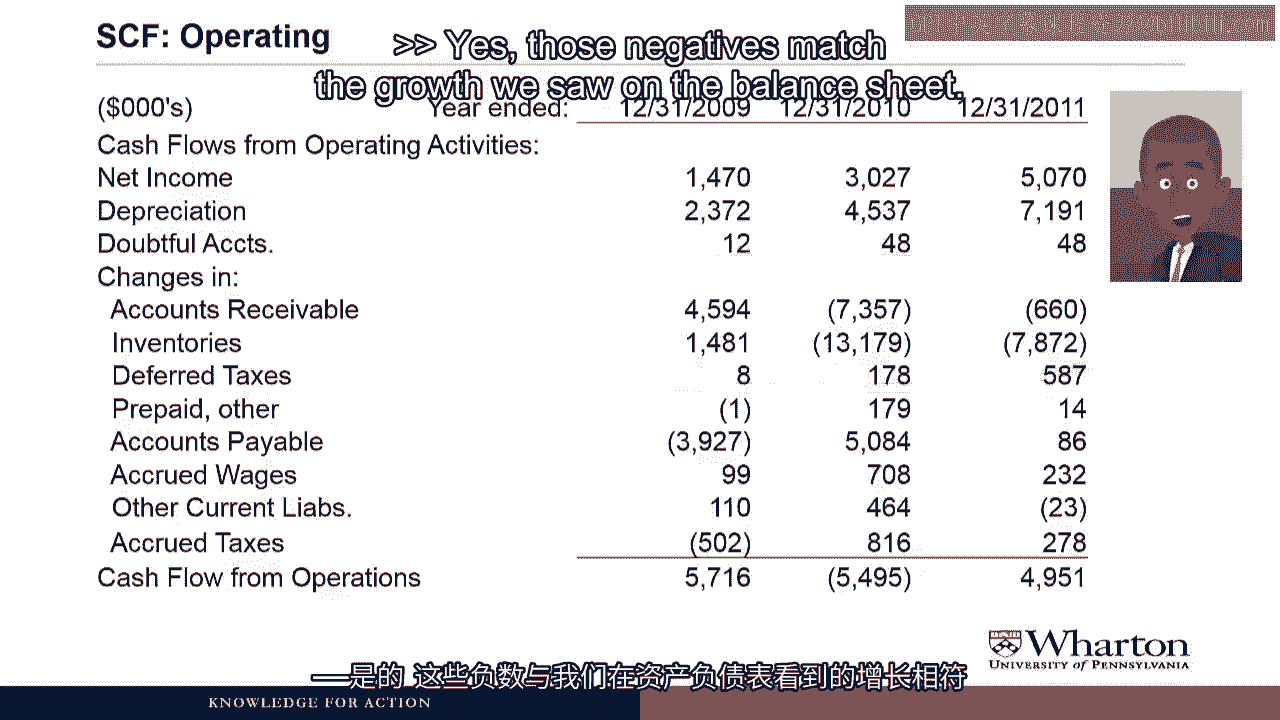 SCF: Operating
>> Yes, those negatives match
the growth we saw on the balance sheet.
($000's) Year ended: 12/31/2009 12/31/2010 12/31/2011
Cash Flows from Operating Activities:
Net Income 1,470 3,027 5,070
Depreciation 2,372 4,537 7,191
Doubtful Accts. 12 48 48
Changes in:
Accounts Receivable 4,594 (7,357) (660)
Inventories 1,481 (13,179) (7,872)
Deferred Taxes 8 178 587
Prepaid, other (1) 179 14
Accounts Payable (3,927) 5,084 86
Accrued Wages 99 708 232
Other Current Liabs. 110 464 (23)
Accrued Taxes (502) 816 278
Cash Flow from Operations 5,716 (5,495) 4,951
Wharton
UNIVERSITY of PENNSYLVANIA
—是的 这些负数与我们在资产负债表看到的增长相符
KNOWLEDGE FOR ACTION